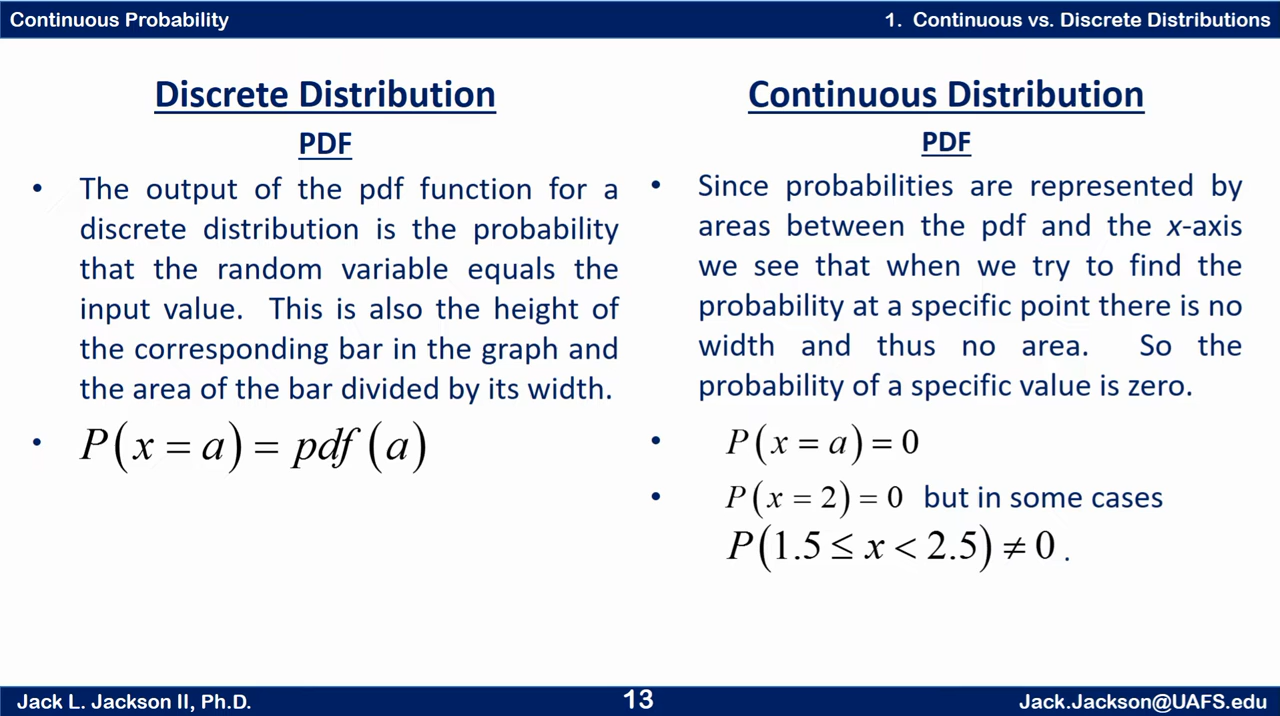 Continuous Probability
1. Continuous vs. Discrete Distributions
Discrete Distribution
PDF
• The output of the pdf function for a
discrete distribution is the probability
that the random variable equals the
input value. This is also the height of
the corresponding bar in the graph and
the area of the bar divided by its width.
• P(x = a) = pdf(a)
Continuous Distribution
PDF
• Since probabilities are represented by
areas between the pdf and the x-axis
we see that when we try to find the
probability at a specific point there is no
width and thus no area. So the
probability of a specific value is zero.
• P(x = a) = 0
• P(x = 2) = 0 but in some cases
P(1.5 ≤ x < 2.5) ≠ 0 .
Jack L. Jackson II, Ph.D.
13
Jack.Jackson@UAFS.edu